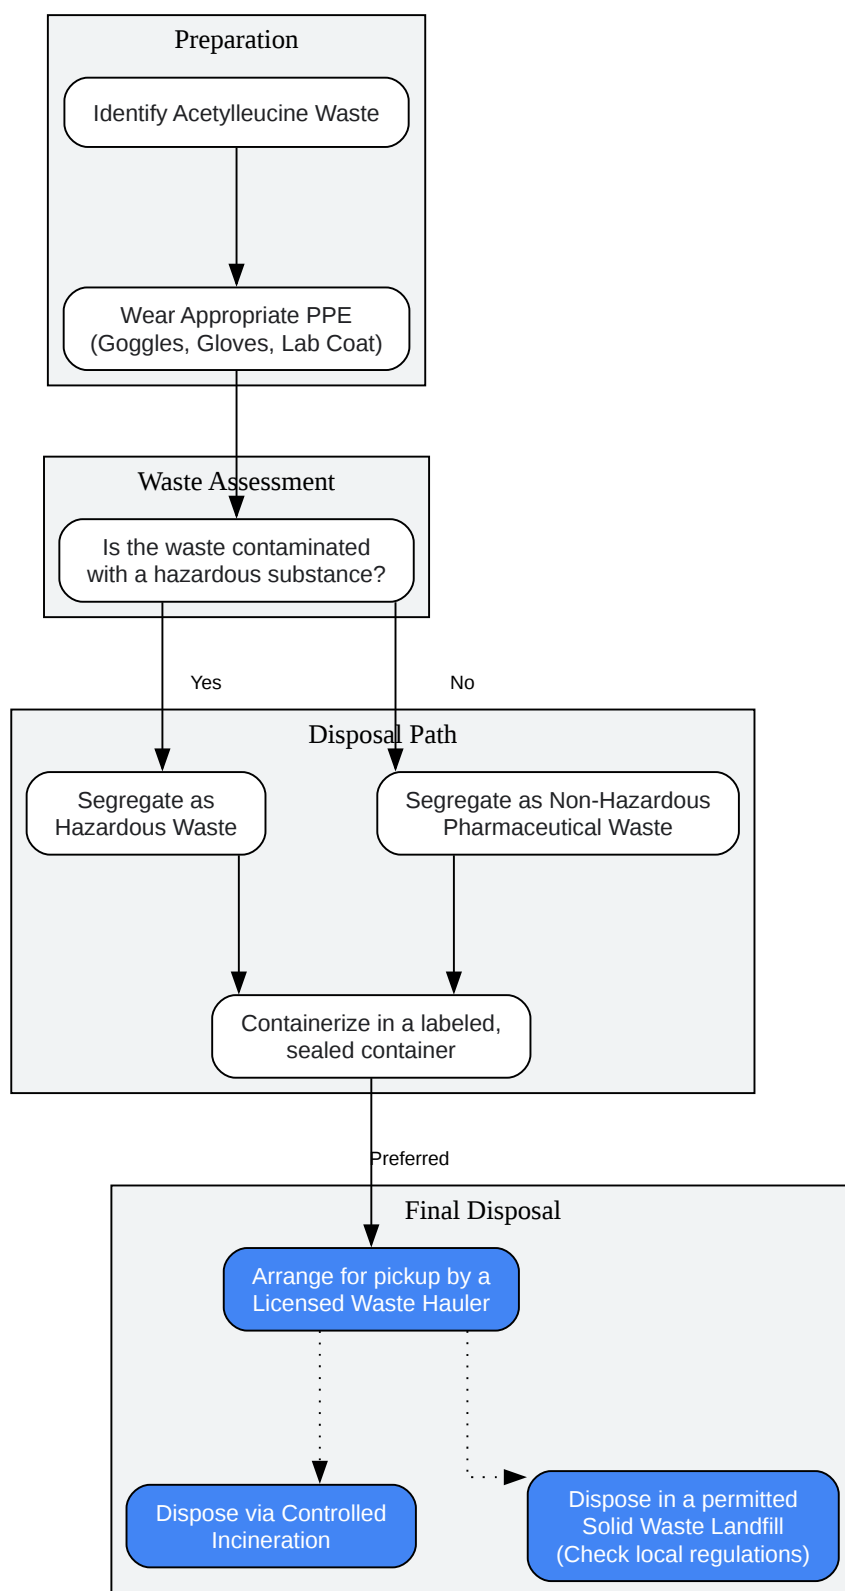 Preparation
Identify Acetylleucine Waste
Wear Appropriate PPE
(Goggles, Gloves, Lab Coat)
Waste Assessment
Is the waste contaminated
with a hazardous substance?
Yes
No
Disposal Path
Segregate as
Hazardous Waste
Segregate as Non-Hazardous
Pharmaceutical Waste
Containerize in a labeled,
sealed container
Preferred
Final Disposal
Arrange for pickup by a
Licensed Waste Hauler
Dispose via Controlled
Incineration
Dispose in a permitted
Solid Waste Landfill
(Check local regulations)